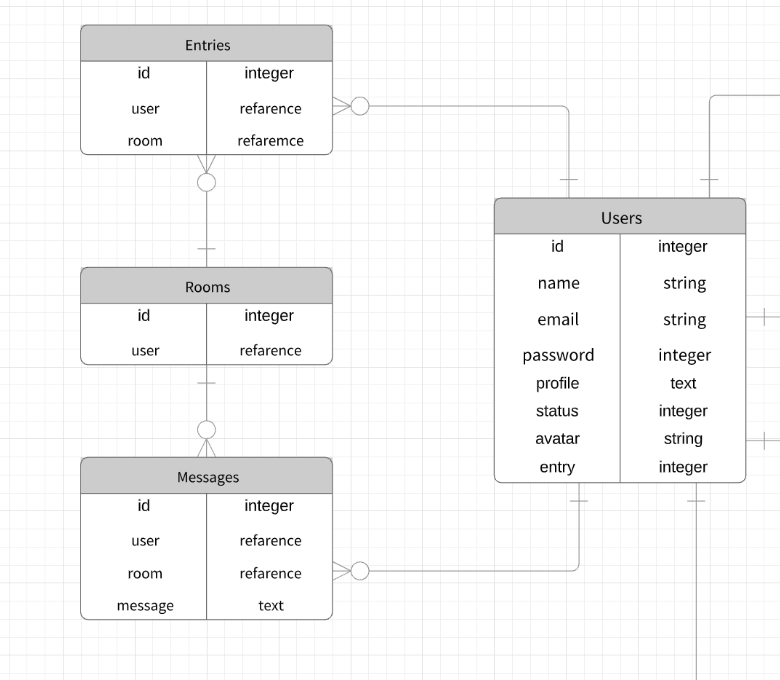 Entries
id integer
user refarence
room refaremce
Rooms
id integer
user refarence
Messages
id integer
user refarence
room refarence
message text
Users
id integer
name string
email string
password integer
profile text
status integer
avatar string
entry integer